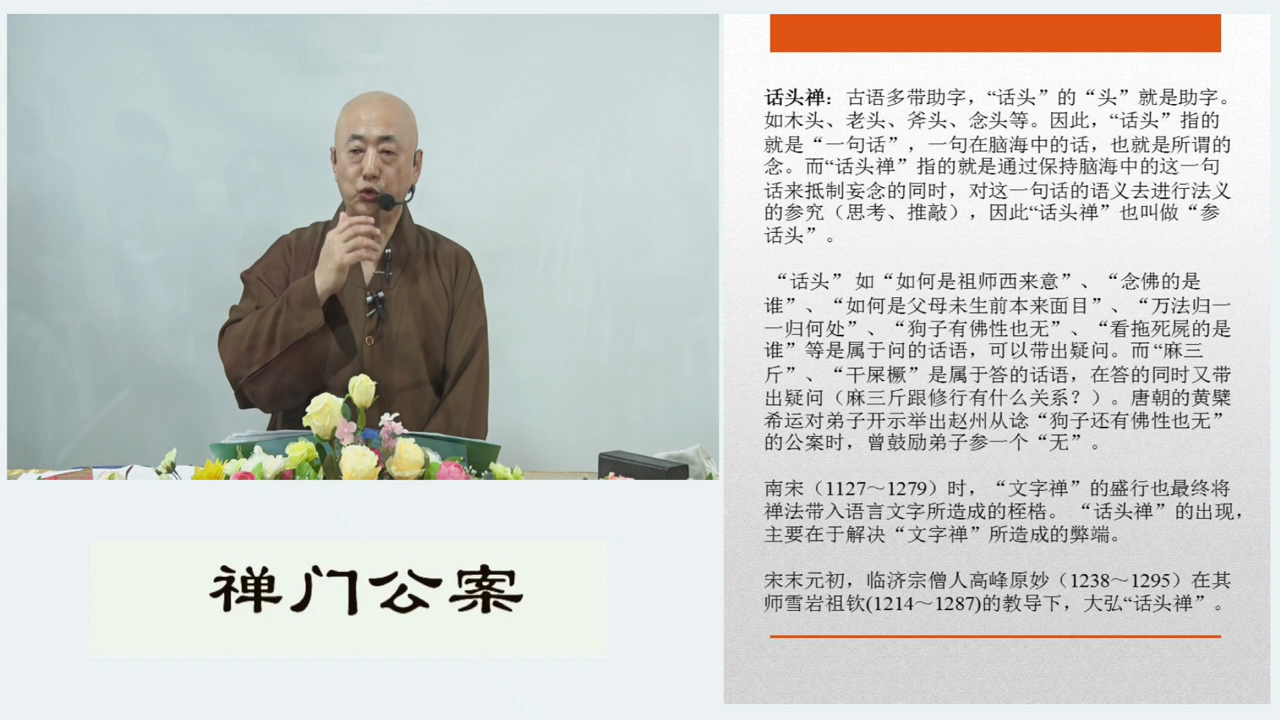 话头禅：古语多带助字，“话头”的“头”就是助字。
如木头、老头、斧头、念头等。因此，“话头”指的
就是“一句话”，一句在脑海中的话，也就是所谓的
念。而“话头禅”指的就是通过保持脑海中的这一句
话来抵制妄念的同时，对这一句话的语义去进行法义
的参究（思考、推敲），因此“话头禅”也叫做“参
话头”。
“话头” 如“如何是祖师西来意”、“念佛的是
谁”、“如何是父母未生前本来面目”、“万法归一
一归何处”、“狗子有佛性也无”、“看拖死屍的是
谁”等是属于问的话语，可以带出疑问。而“麻三
斤”、“干屎橛”是属于答的话语，在答的同时又带
出疑问（麻三斤跟修行有什么关系？）。唐朝的黄檗
希运对弟子开示举出赵州从谂“狗子还有佛性也无”
的公案时，曾鼓励弟子参一个“无”。
南宋（1127～1279）时，“文字禅”的盛行也最终将
禅法带入语言文字所造成的桎梏。“话头禅”的出现，
主要在于解决“文字禅”所造成的弊端。
宋末元初，临济宗僧人高峰原妙（1238～1295）在其
师雪岩祖钦(1214～1287)的教导下，大弘“话头禅”。
禅门公案